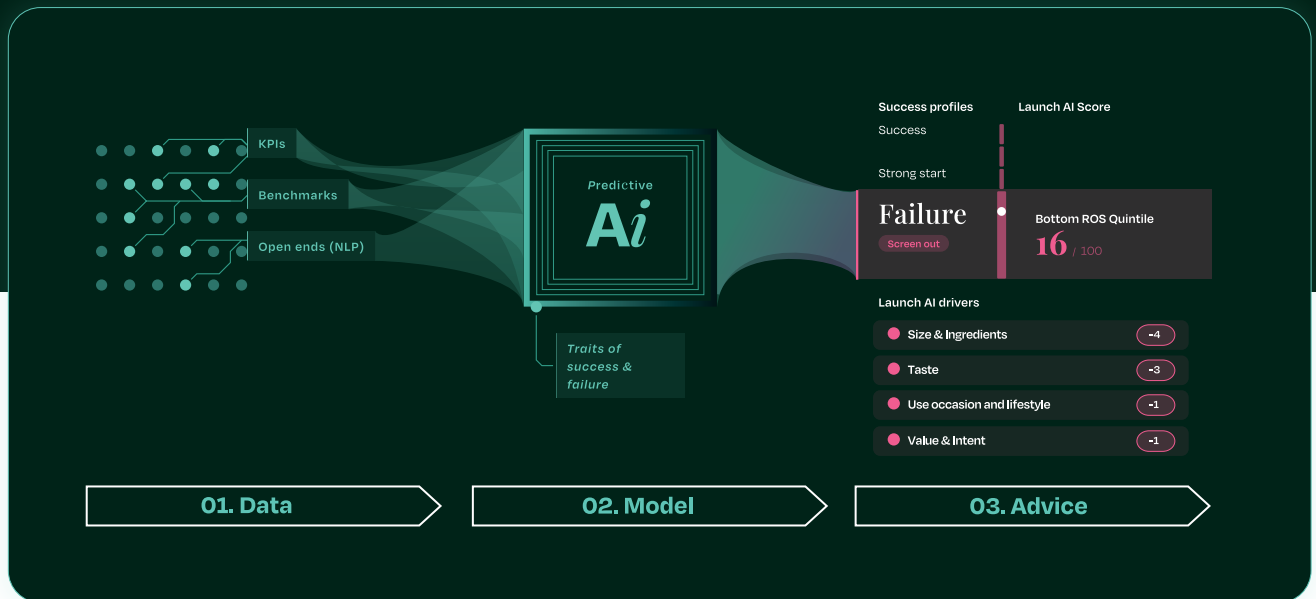 KPIs
Benchmarks
Open ends (NLP)
Predictive
Ai
Traits of
success &
failure
Success profiles
Launch AI Score
Success
Strong start
Failure
Screen out
Bottom ROS Quintile
16 / 100
Launch AI drivers
Size & Ingredients -4
Taste -3
Use occasion and lifestyle -1
Value & Intent -1
01. Data
02. Model
03. Advice